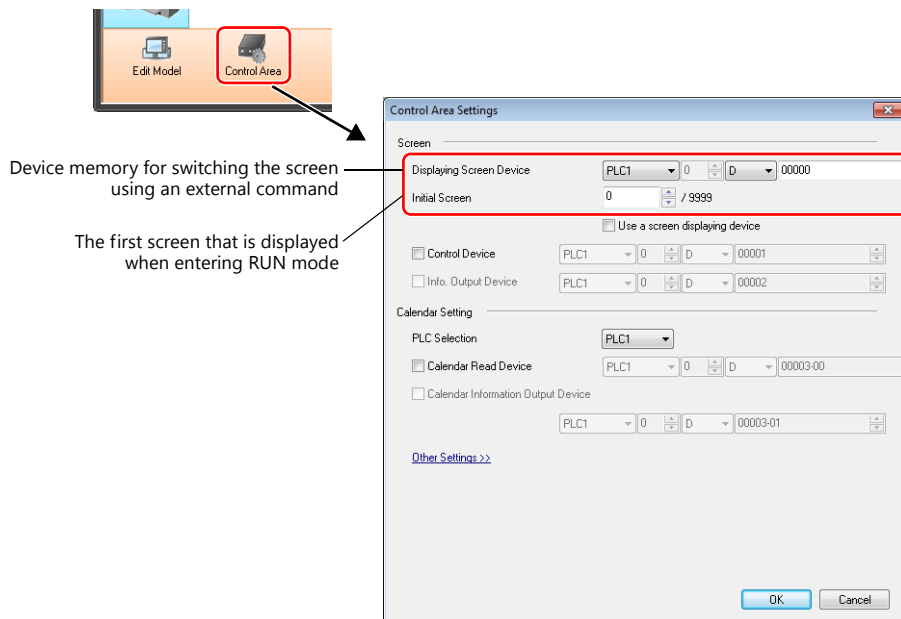 Edit Model
Control Area
Control Area Settings
Screen
Device memory for switching the screen
using an external command
Displaying Screen Device PLC1 0 D 00000
Initial Screen 0 / 9999
The first screen that is displayed
when entering RUN mode
Use a screen displaying device
Control Device PLC1 0 D 00001
Info. Output Device PLC1 0 D 00002
Calendar Setting
PLC Selection PLC1
Calendar Read Device PLC1 0 D 00003-00
Calendar Information Output Device
PLC1 0 D 00003-01
Other Settings >>
OK Cancel